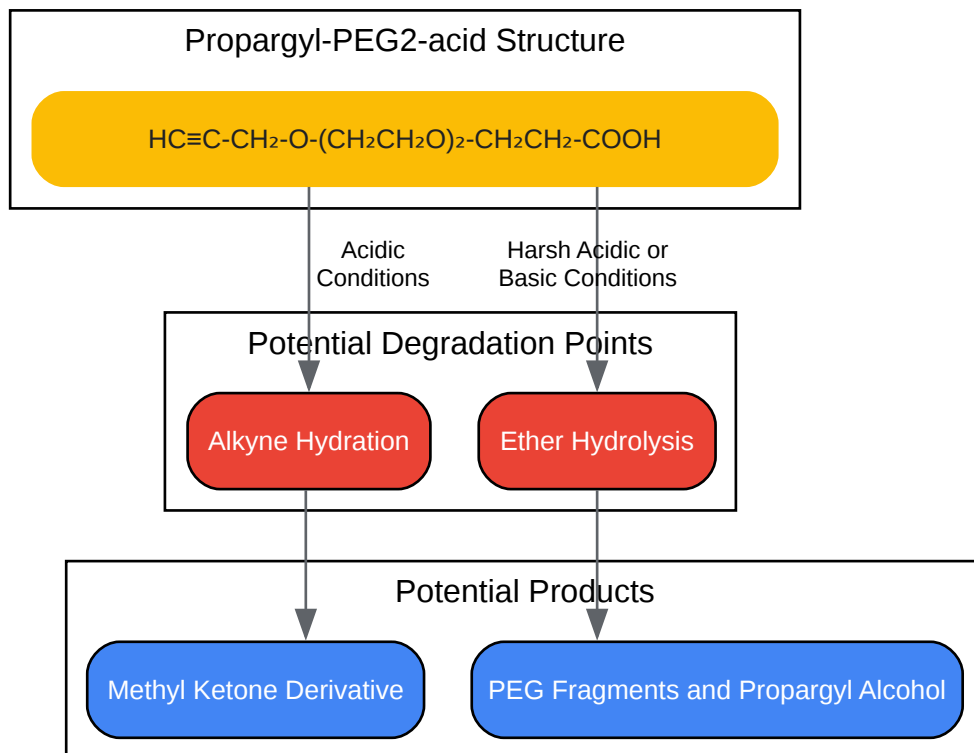 Propargyl-PEG2-acid Structure
HC≡C-CH₂-O-(CH₂CH₂O)₂-CH₂CH₂-COOH
Acidic
Conditions
Harsh Acidic or
Basic Conditions
Potential Degradation Points
Alkyne Hydration
Ether Hydrolysis
Potential Products
Methyl Ketone Derivative
PEG Fragments and Propargyl Alcohol